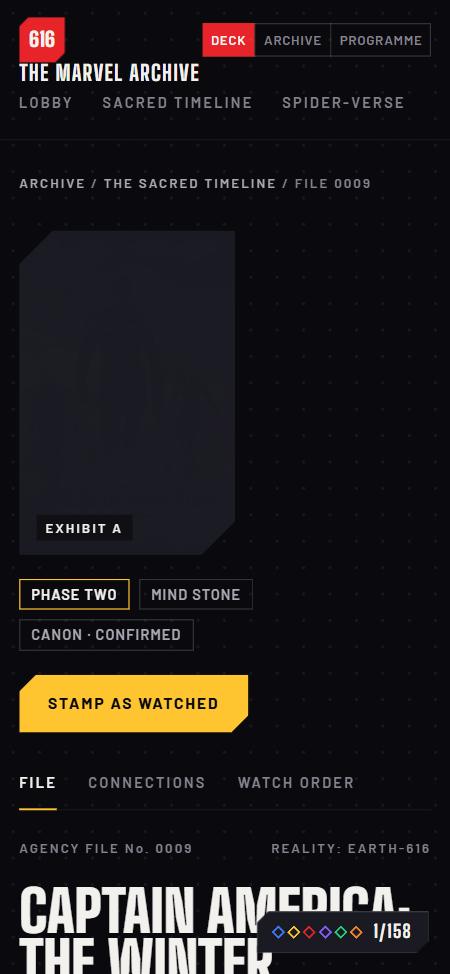 616
DECK ARCHIVE PROGRAMME
THE MARVEL ARCHIVE
LOBBY SACRED TIMELINE SPIDER-VERSE
ARCHIVE / THE SACRED TIMELINE / FILE 0009
EXHIBIT A
PHASE TWO MIND STONE
CANON · CONFIRMED
STAMP AS WATCHED
FILE CONNECTIONS WATCH ORDER
AGENCY FILE No. 0009 REALITY: EARTH-616
CAPTAIN AMERICA:
THE WINTER
1/158